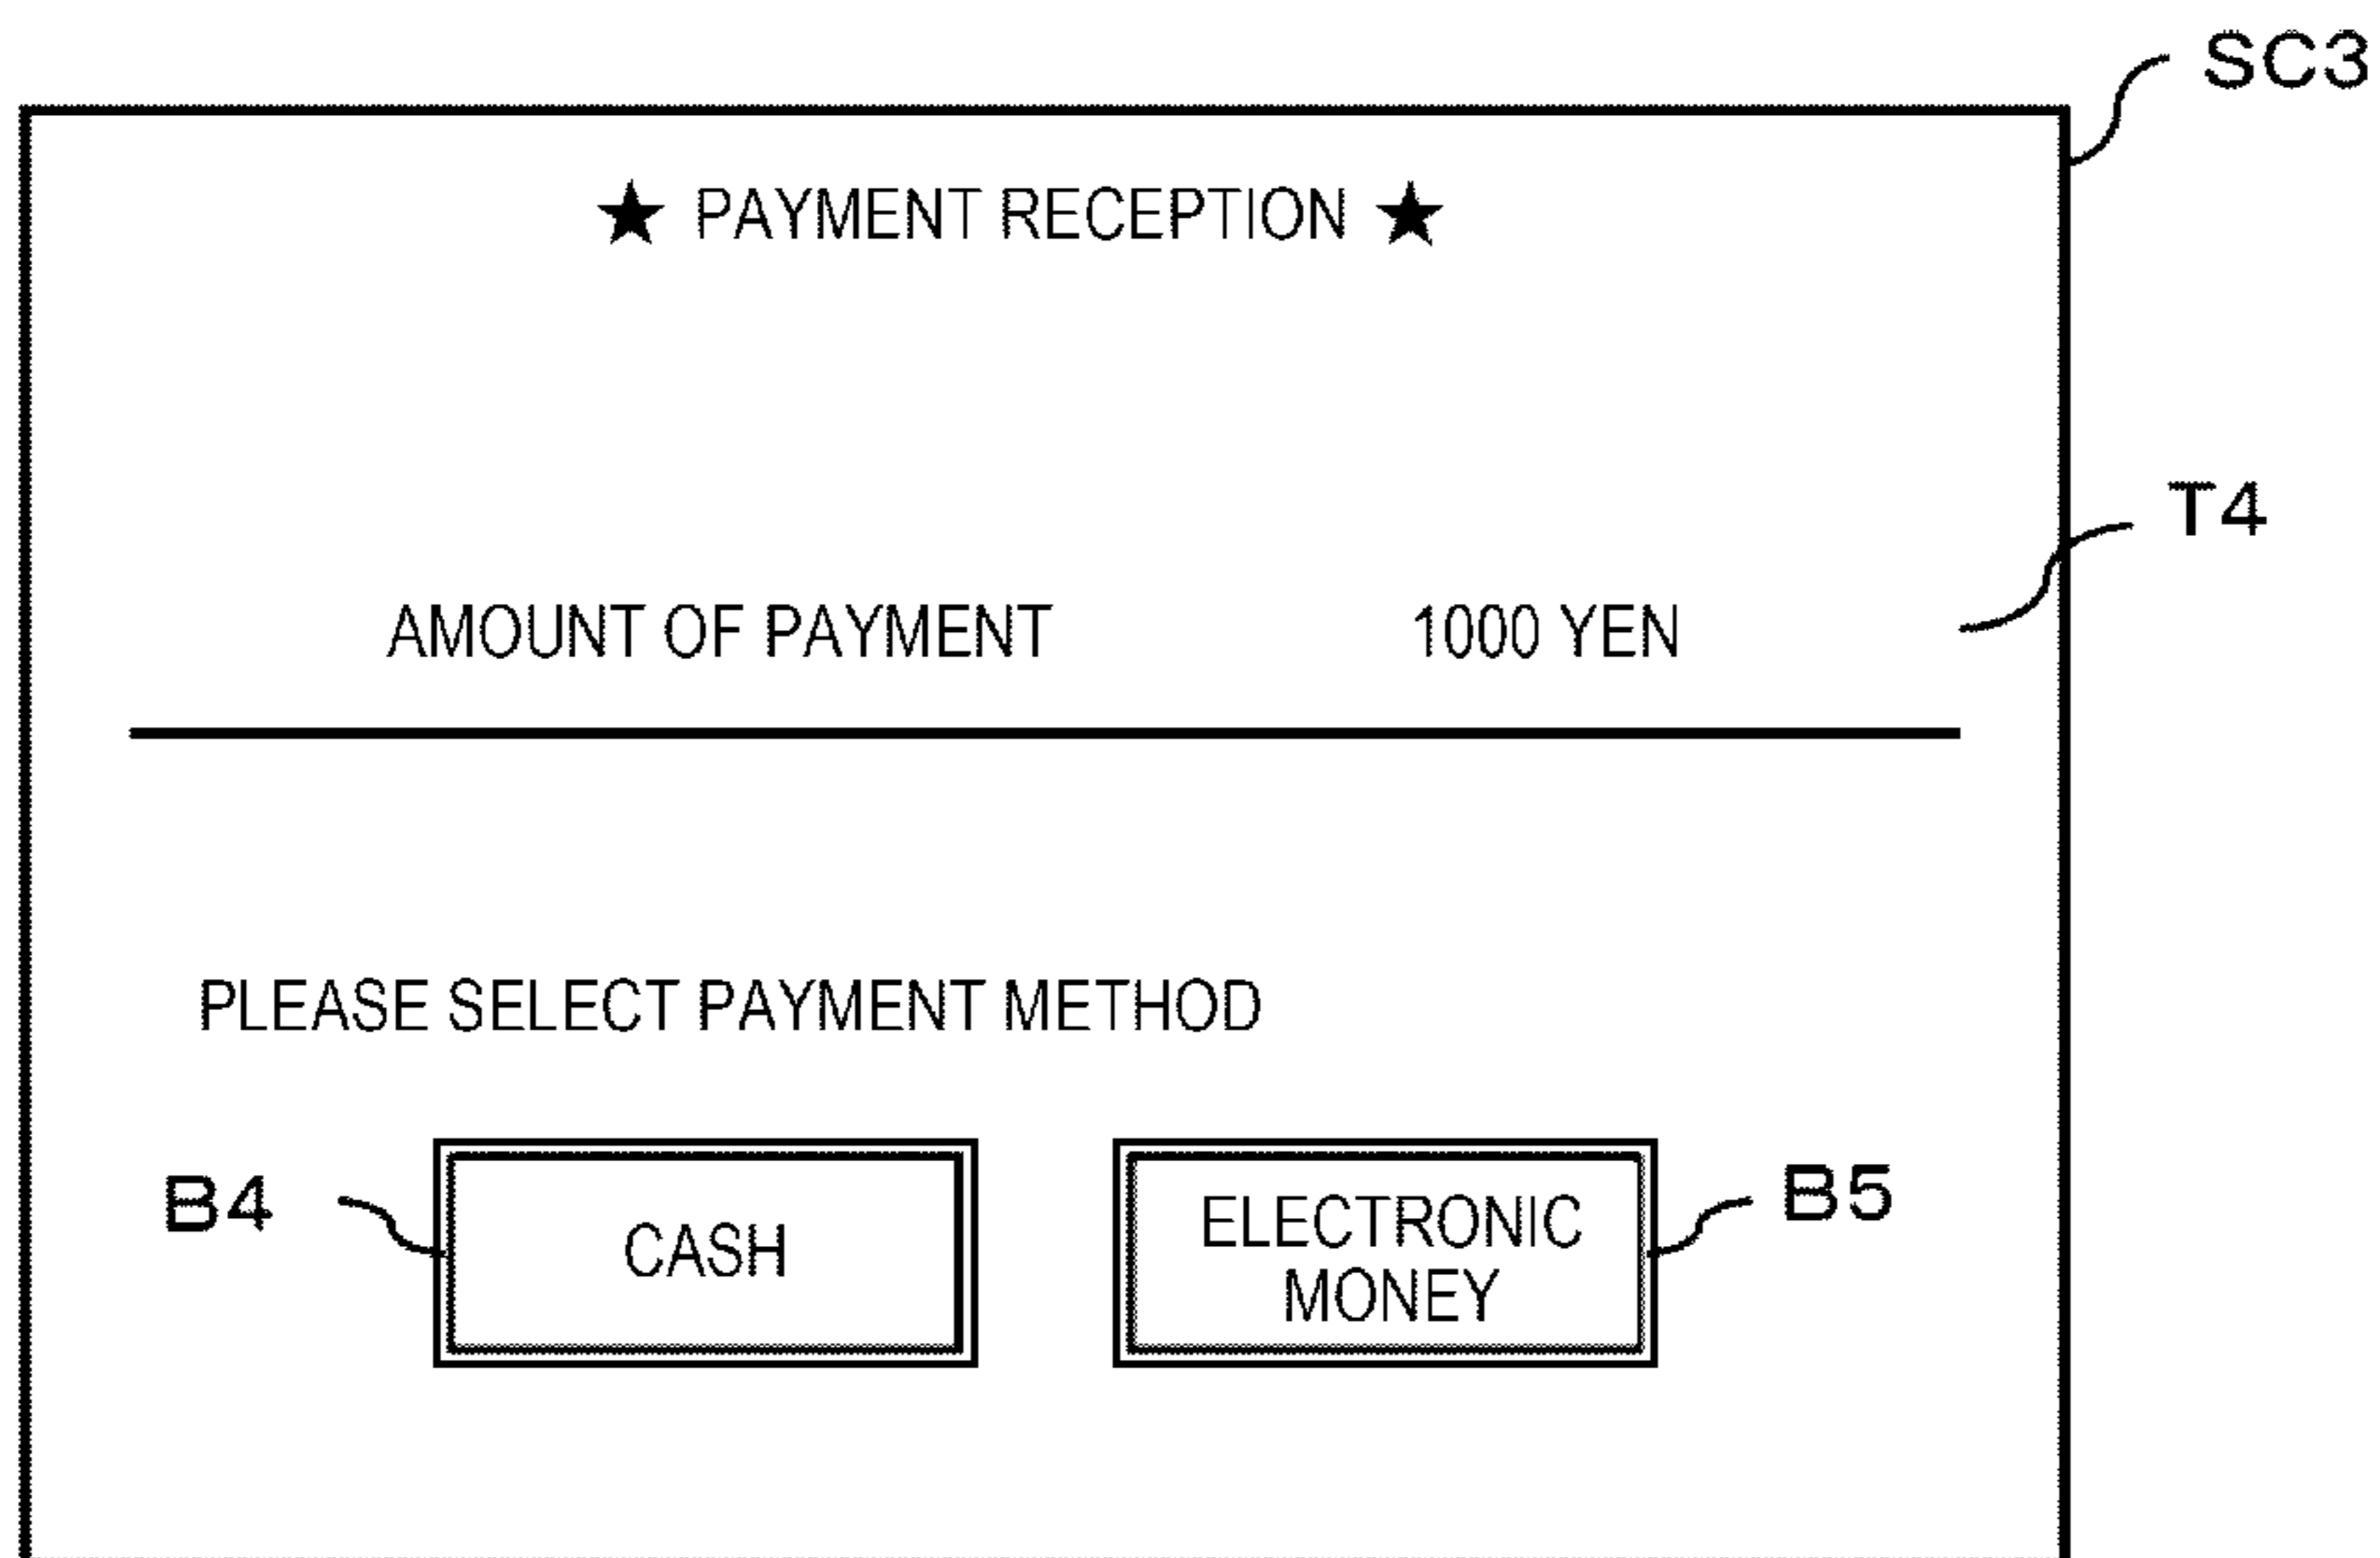 SC3
★ PAYMENT RECEPTION ★
T4
AMOUNT OF PAYMENT 1000 YEN
PLEASE SELECT PAYMENT METHOD
B4
CASH
ELECTRONIC
MONEY
B5